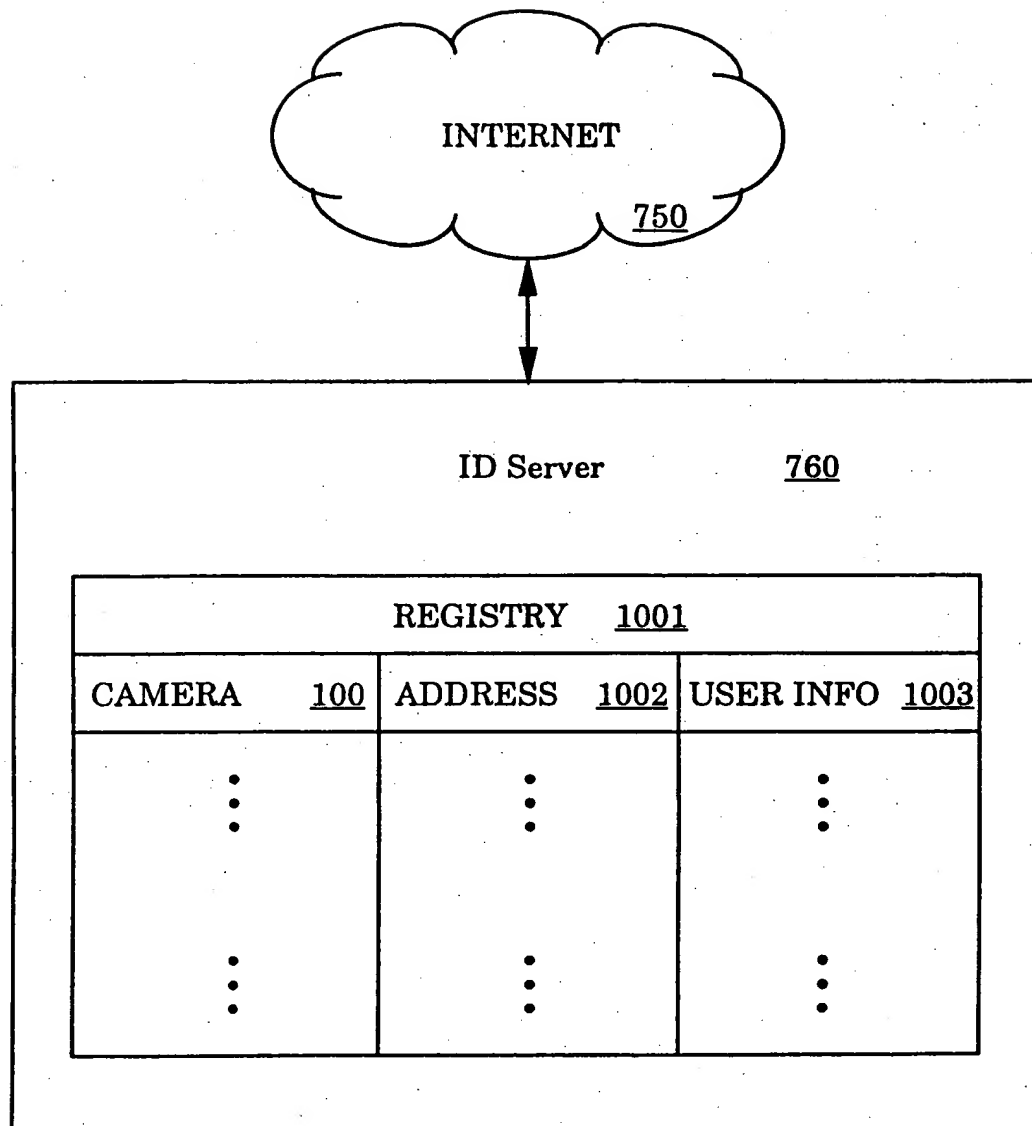 INTERNET
750
ID Server 760
REGISTRY 1001
CAMERA 100 ADDRESS 1002 USER INFO 1003